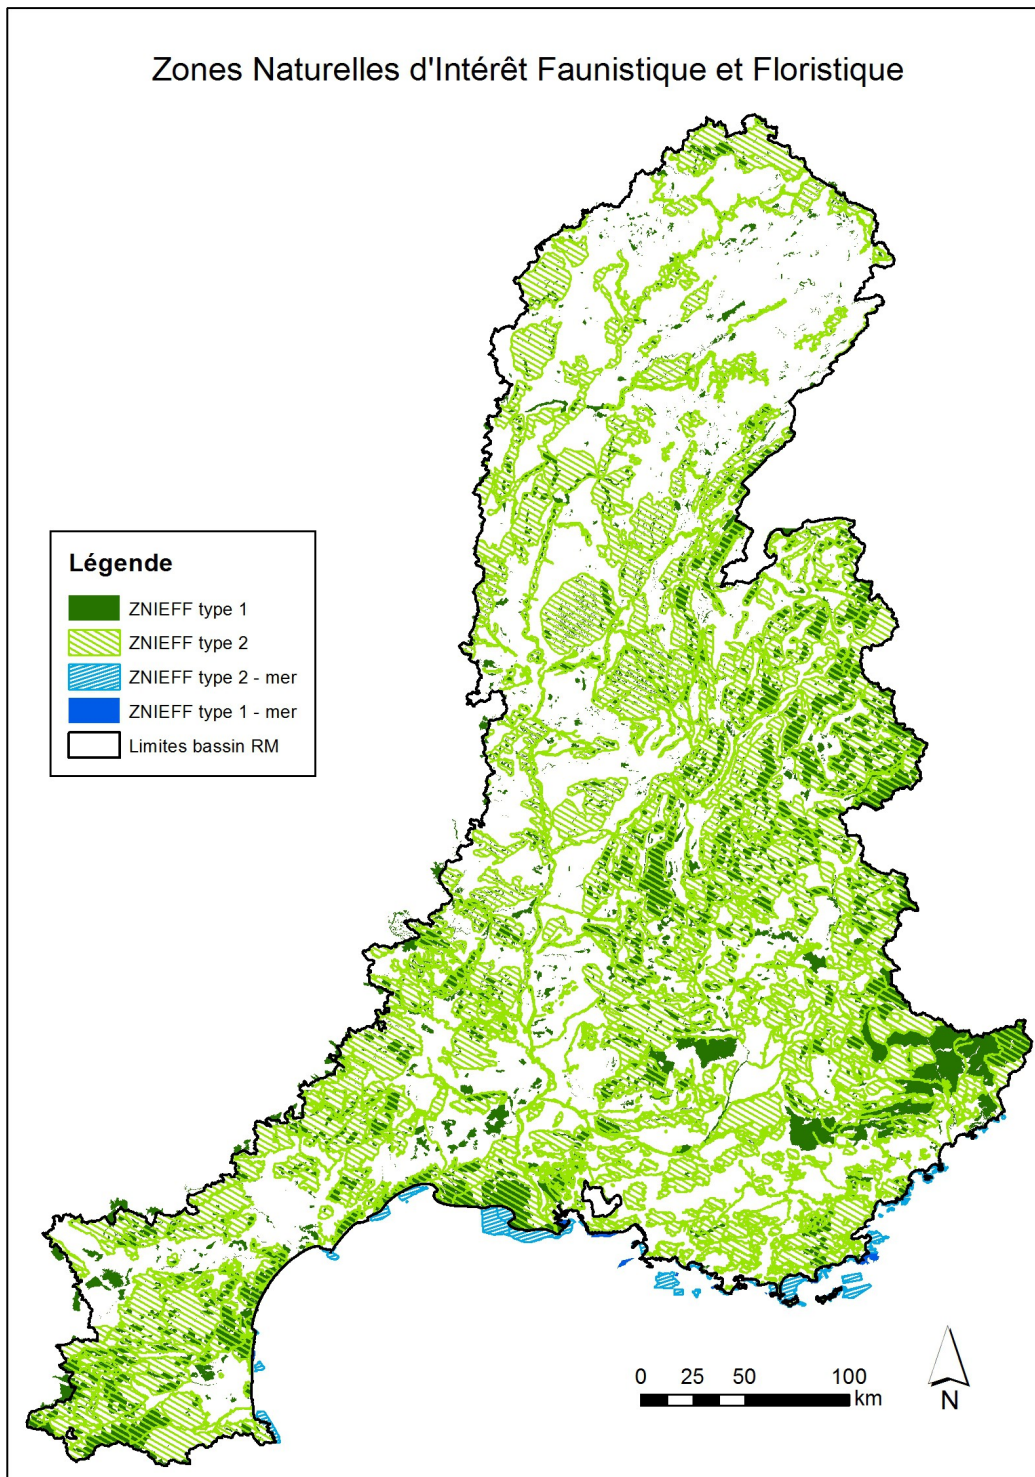 Zones Naturelles d'Intérêt Faunistique et Floristique
Légende
ZNIEFF type 1
ZNIEFF type 2
ZNIEFF type 2 - mer
ZNIEFF type 1 - mer
Limites bassin RM
0 25 50 100
km
N